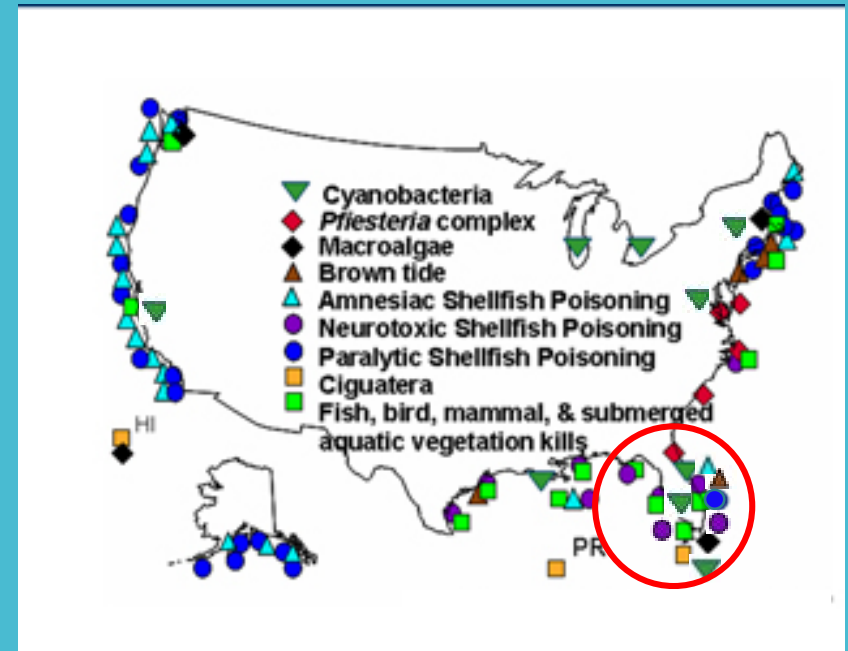 Cyanobacteria
Pfiesteria complex
Macroalgae
Brown tide
Amnesiac Shellfish Poisoning
Neurotoxic Shellfish Poisoning
Paralytic Shellfish Poisoning
Ciguatera
Fish, bird, mammal, & submerged
aquatic vegetation kills
HI
PR